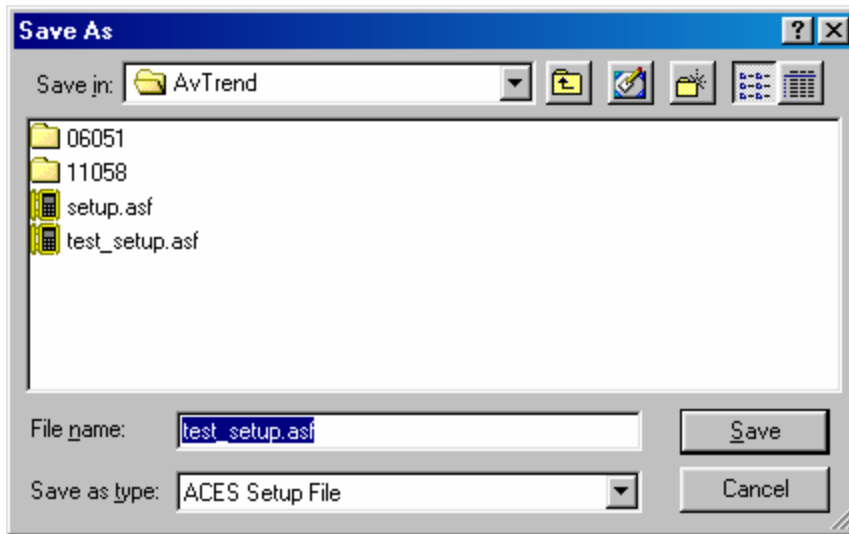 Save As
Save in: AvTrend
06051
11058
setup.asf
test_setup.asf
File name: test_setup.asf Save
Save as type: ACES Setup File Cancel